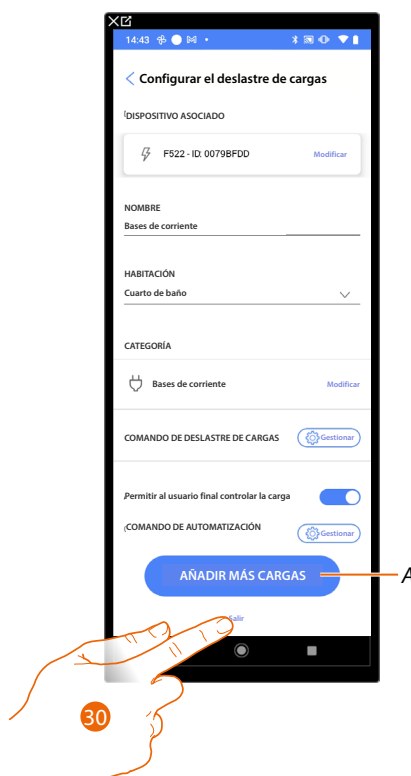 14:43
Configurar el deslastre de cargas
DISPOSITIVO ASOCIADO
F522 - ID: 0079BFDD Modificar
NOMBRE
Bases de corriente
HABITACIÓN
Cuarto de baño
CATEGORÍA
Bases de corriente Modificar
COMANDO DE DESLASTRE DE CARGAS Gestionar
Permitir al usuario final controlar la carga
COMANDO DE AUTOMATIZACIÓN Gestionar
AÑADIR MÁS CARGAS A
Salir
30